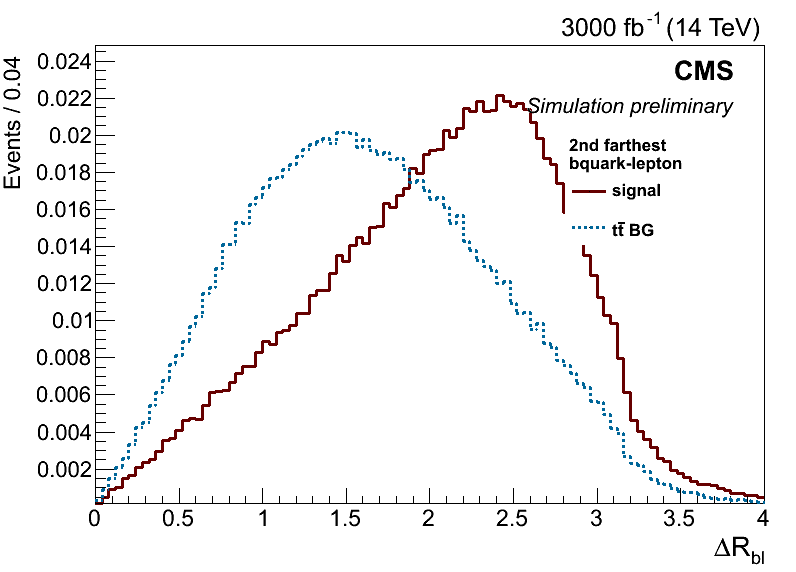 3000 fb⁻¹ (14 TeV)
Events / 0.04
0.024
0.022
0.02
0.018
0.016
0.014
0.012
0.01
0.008
0.006
0.004
0.002
CMS
Simulation preliminary
2nd farthest
bquark-lepton
signal
tt̄ BG
0 0.5 1 1.5 2 2.5 3 3.5 4
ΔR_bl